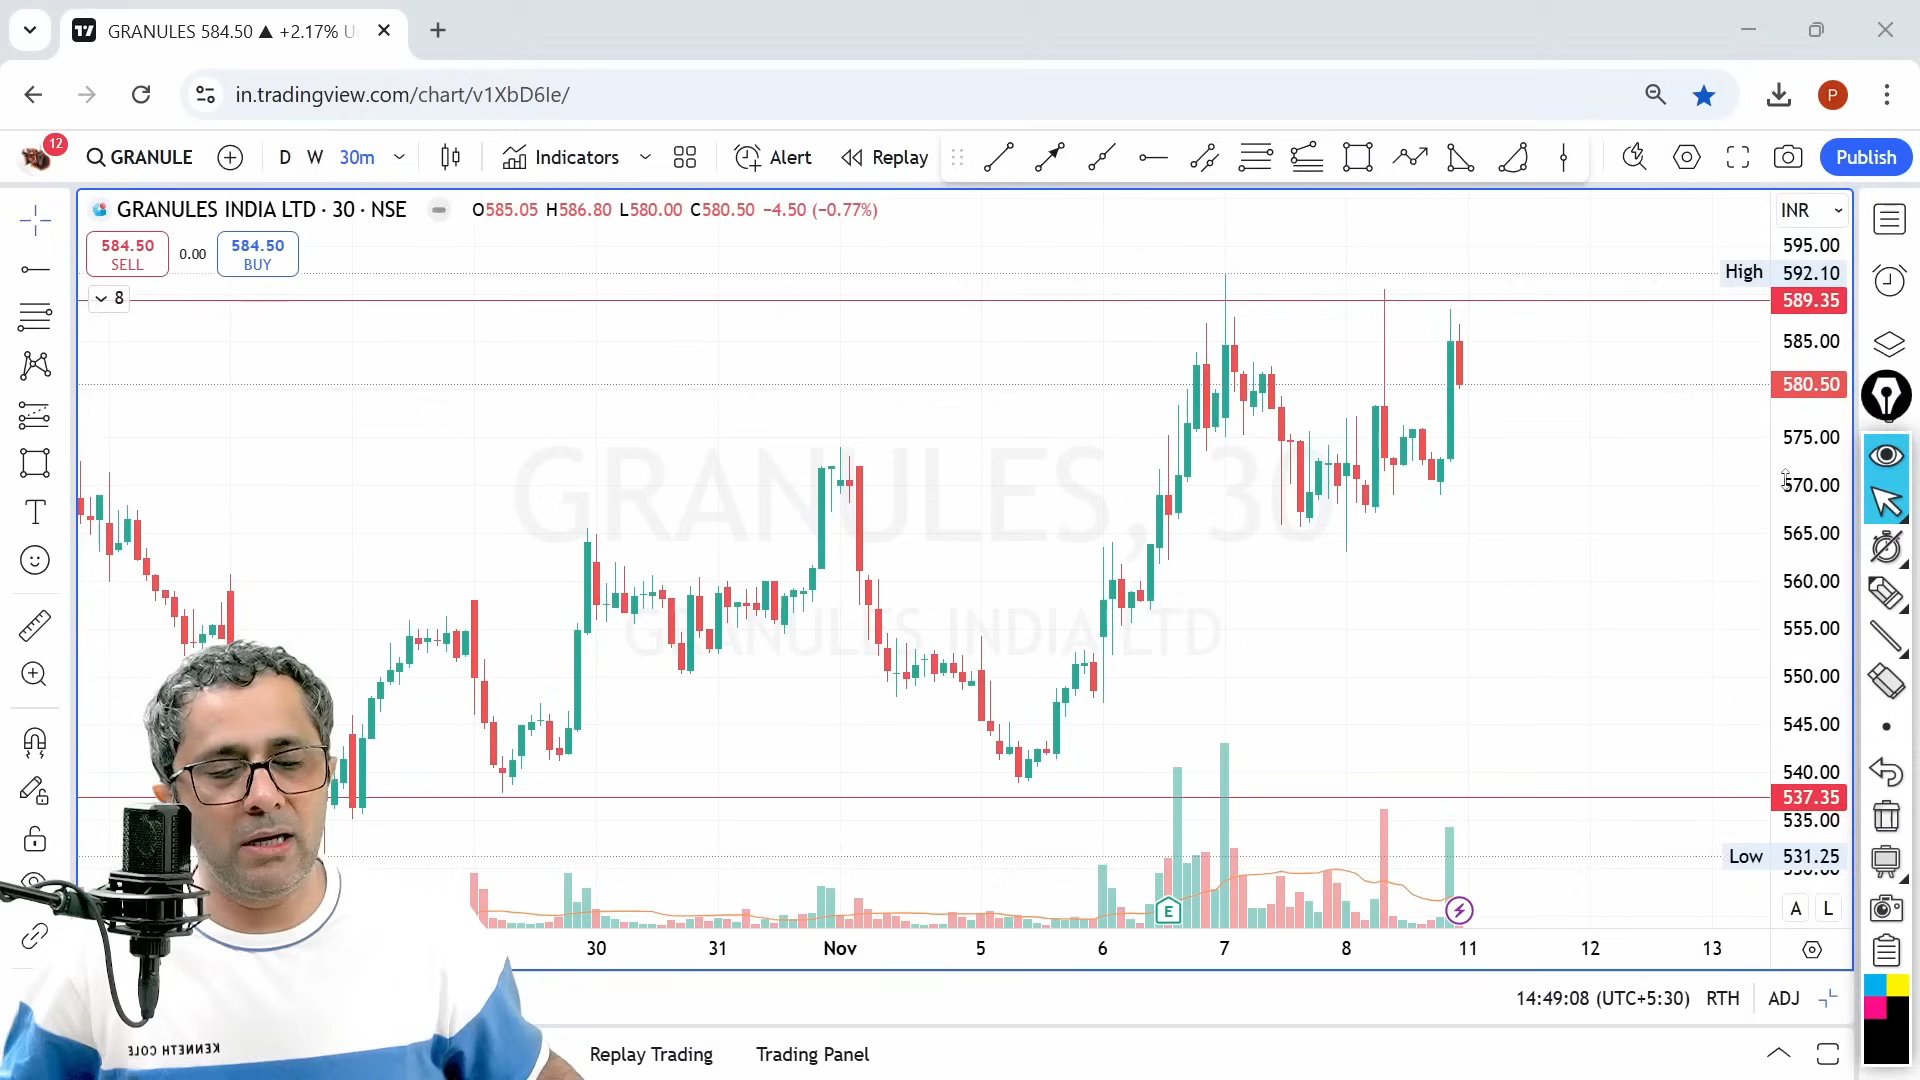 GRANULES 584.50 ▲ +2.17% U
in.tradingview.com/chart/v1XbD6Ie/
P
12
GRANULE
D W 30m
Indicators
Alert
Replay
Publish
GRANULES INDIA LTD · 30 · NSE
O585.05 H586.80 L580.00 C580.50 −4.50 (−0.77%)
INR
584.50
SELL
0.00
584.50
BUY
8
595.00
High 592.10
589.35
585.00
580.50
575.00
570.00
565.00
560.00
555.00
550.00
545.00
540.00
537.35
535.00
Low 531.25
GRANULES, 30
GRANULES INDIA LTD
E
A L
30 31 Nov 5 6 7 8 11 12 13
14:49:08 (UTC+5:30) RTH ADJ
Replay Trading Trading Panel
KENNETH COLE